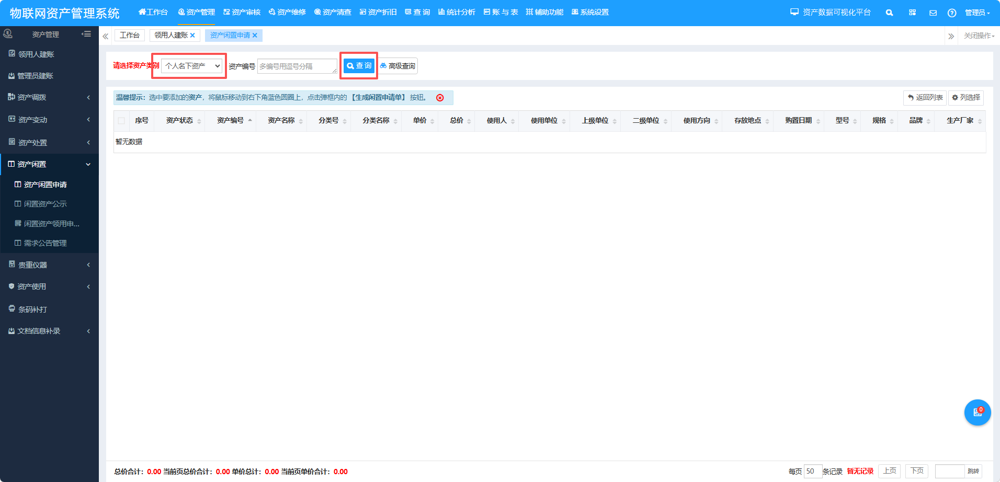 物联网资产管理系统
工作台 资产管理 资产审核 资产维修 资产清查 资产折旧 查 询 统计分析 账 与 表 辅助功能 系统设置
资产数据可视化平台 管理员
资产管理
领用人建账
管理员建账
资产调拨
资产变动
资产处置
资产闲置
资产闲置申请
闲置资产公示
闲置资产领用申...
需求公告管理
贵重仪器
资产使用
条码补打
文档信息补录
工作台 领用人建账 资产闲置申请 关闭操作
请选择资产类别 个人名下资产 资产编号 多编号用逗号分隔 查 询 高级查询
温馨提示：选中要添加的资产，将鼠标移动到右下角蓝色圆圈上，点击弹框内的 【生成闲置申请单】 按钮。
返回列表 列选择
序号 资产状态 资产编号 资产名称 分类号 分类名称 单价 总价 使用人 使用单位 上级单位 二级单位 使用方向 存放地点 购置日期 型号 规格 品牌 生产厂家
暂无数据
0
总价合计：0.00 当前页总价合计：0.00 单价总计：0.00 当前页单价合计：0.00
每页 50 条记录 暂无记录 上页 下页 跳转